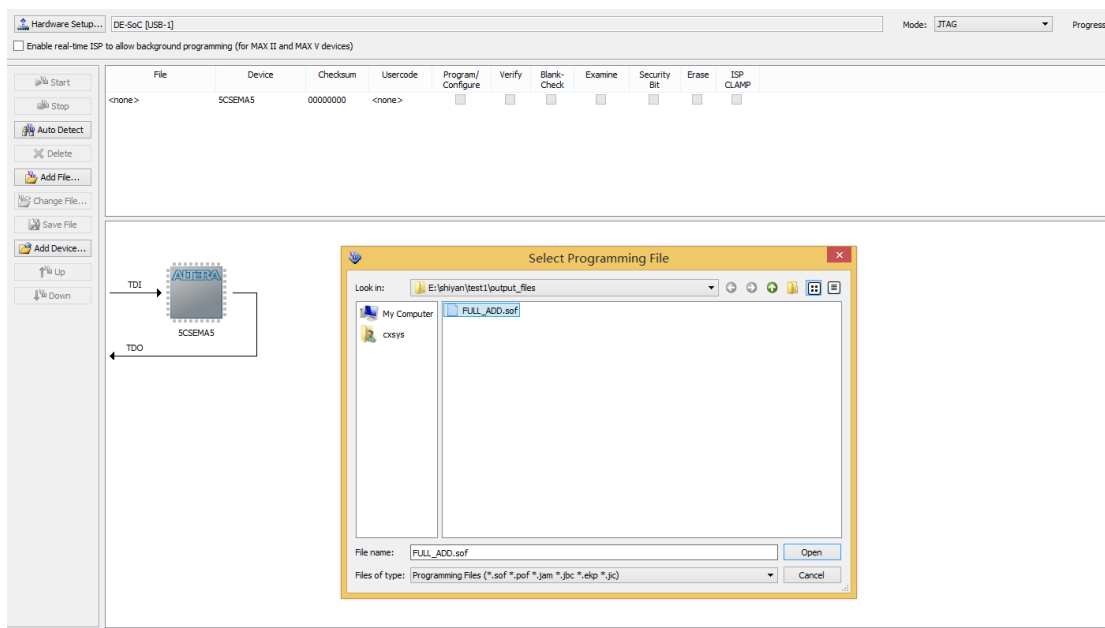 Hardware Setup... DE-SoC [USB-1] Mode: JTAG Progress
Enable real-time ISP to allow background programming (for MAX II and MAX V devices)
Start
Stop
Auto Detect
Delete
Add File...
Change File...
Save File
Add Device...
Up
Down
File Device Checksum Usercode Program/ Verify Blank- Examine Security Erase ISP
Configure Check Bit CLAMP
<none> 5CSEMA5 00000000 <none>
ALTERA
TDI
5CSEMA5
TDO
Select Programming File
Look in: E:\shiyan\test1\output_files
My Computer
cxsys
FULL_ADD.sof
File name: FULL_ADD.sof Open
Files of type: Programming Files (*.sof *.pof *.jam *.jbc *.ekp *.jic) Cancel